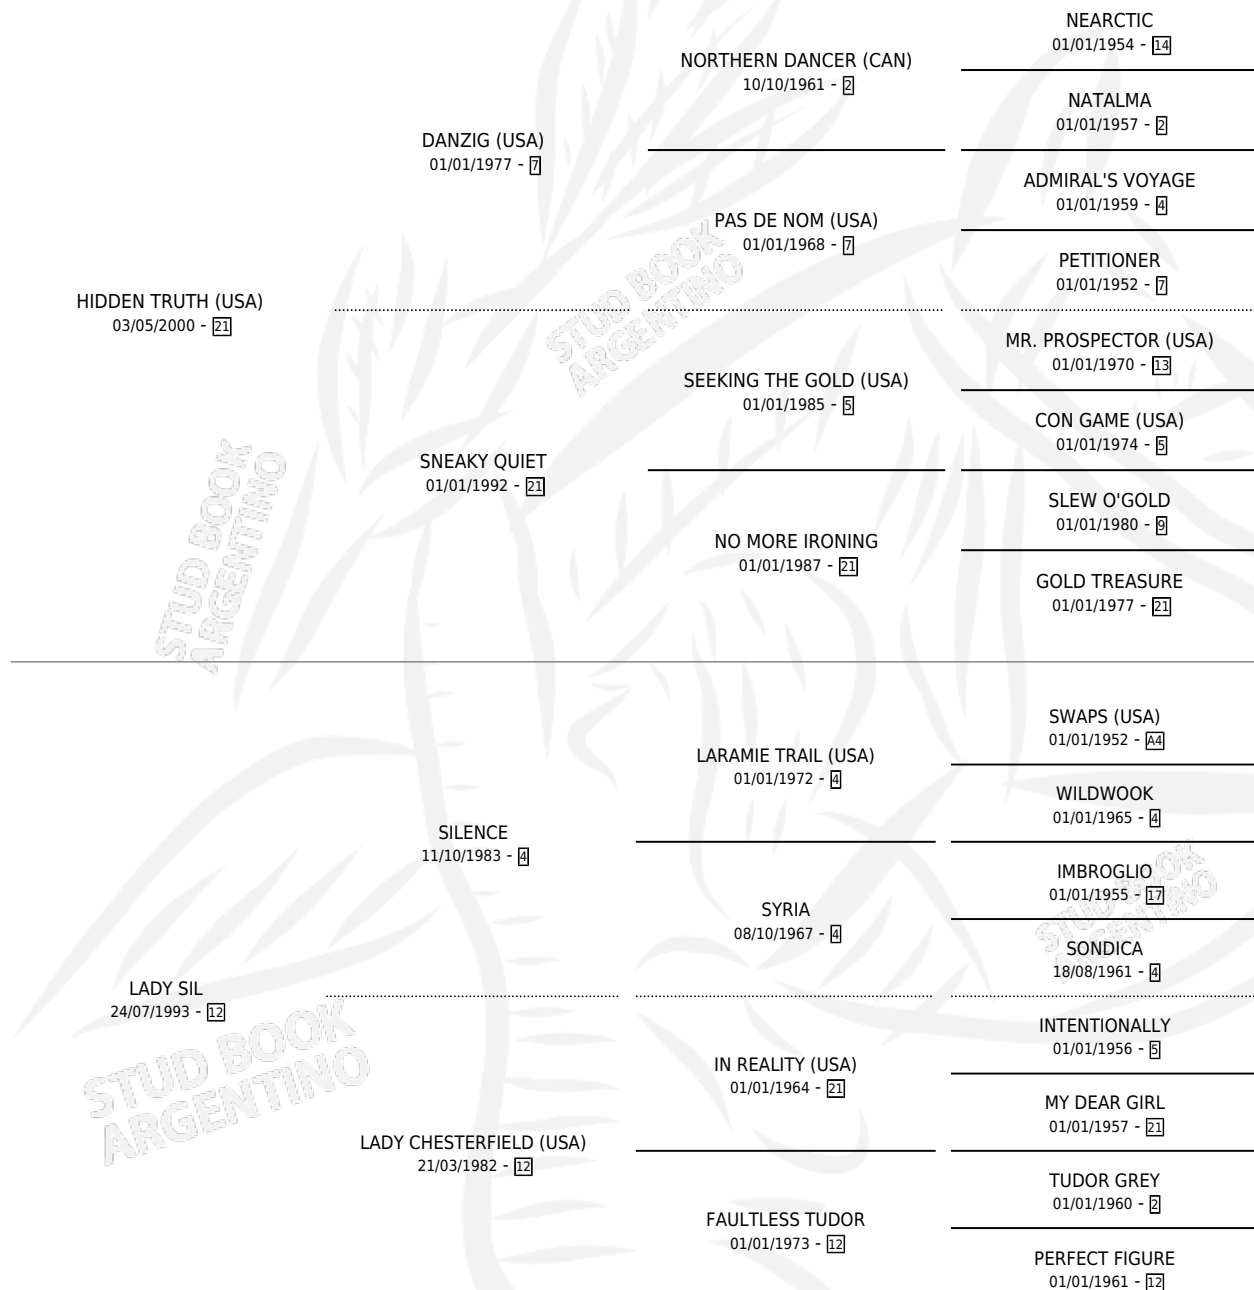 NEARCTIC
01/01/1954 - 14
NORTHERN DANCER (CAN)
10/10/1961 - 2
NATALMA
01/01/1957 - 2
DANZIG (USA)
01/01/1977 - 7
ADMIRAL'S VOYAGE
01/01/1959 - 4
PAS DE NOM (USA)
01/01/1968 - 7
PETITIONER
01/01/1952 - 7
HIDDEN TRUTH (USA)
03/05/2000 - 21
MR. PROSPECTOR (USA)
01/01/1970 - 13
SEEKING THE GOLD (USA)
01/01/1985 - 5
CON GAME (USA)
01/01/1974 - 5
SNEAKY QUIET
01/01/1992 - 21
SLEW O'GOLD
01/01/1980 - 9
NO MORE IRONING
01/01/1987 - 21
GOLD TREASURE
01/01/1977 - 21
STUD BOOK
ARGENTINO
STUD BOOK
ARGENTINO
SWAPS (USA)
01/01/1952 - A4
LARAMIE TRAIL (USA)
01/01/1972 - 4
WILDWOOK
01/01/1965 - 4
SILENCE
11/10/1983 - 4
IMBROGLIO
01/01/1955 - 17
SYRIA
08/10/1967 - 4
SONDICA
18/08/1961 - 4
LADY SIL
24/07/1993 - 12
INTENTIONALLY
01/01/1956 - 5
IN REALITY (USA)
01/01/1964 - 21
MY DEAR GIRL
01/01/1957 - 21
LADY CHESTERFIELD (USA)
21/03/1982 - 12
TUDOR GREY
01/01/1960 - 2
FAULTLESS TUDOR
01/01/1973 - 12
PERFECT FIGURE
01/01/1961 - 12
STUD BOOK
ARGENTINO
STUD BOOK
ARGENTINO